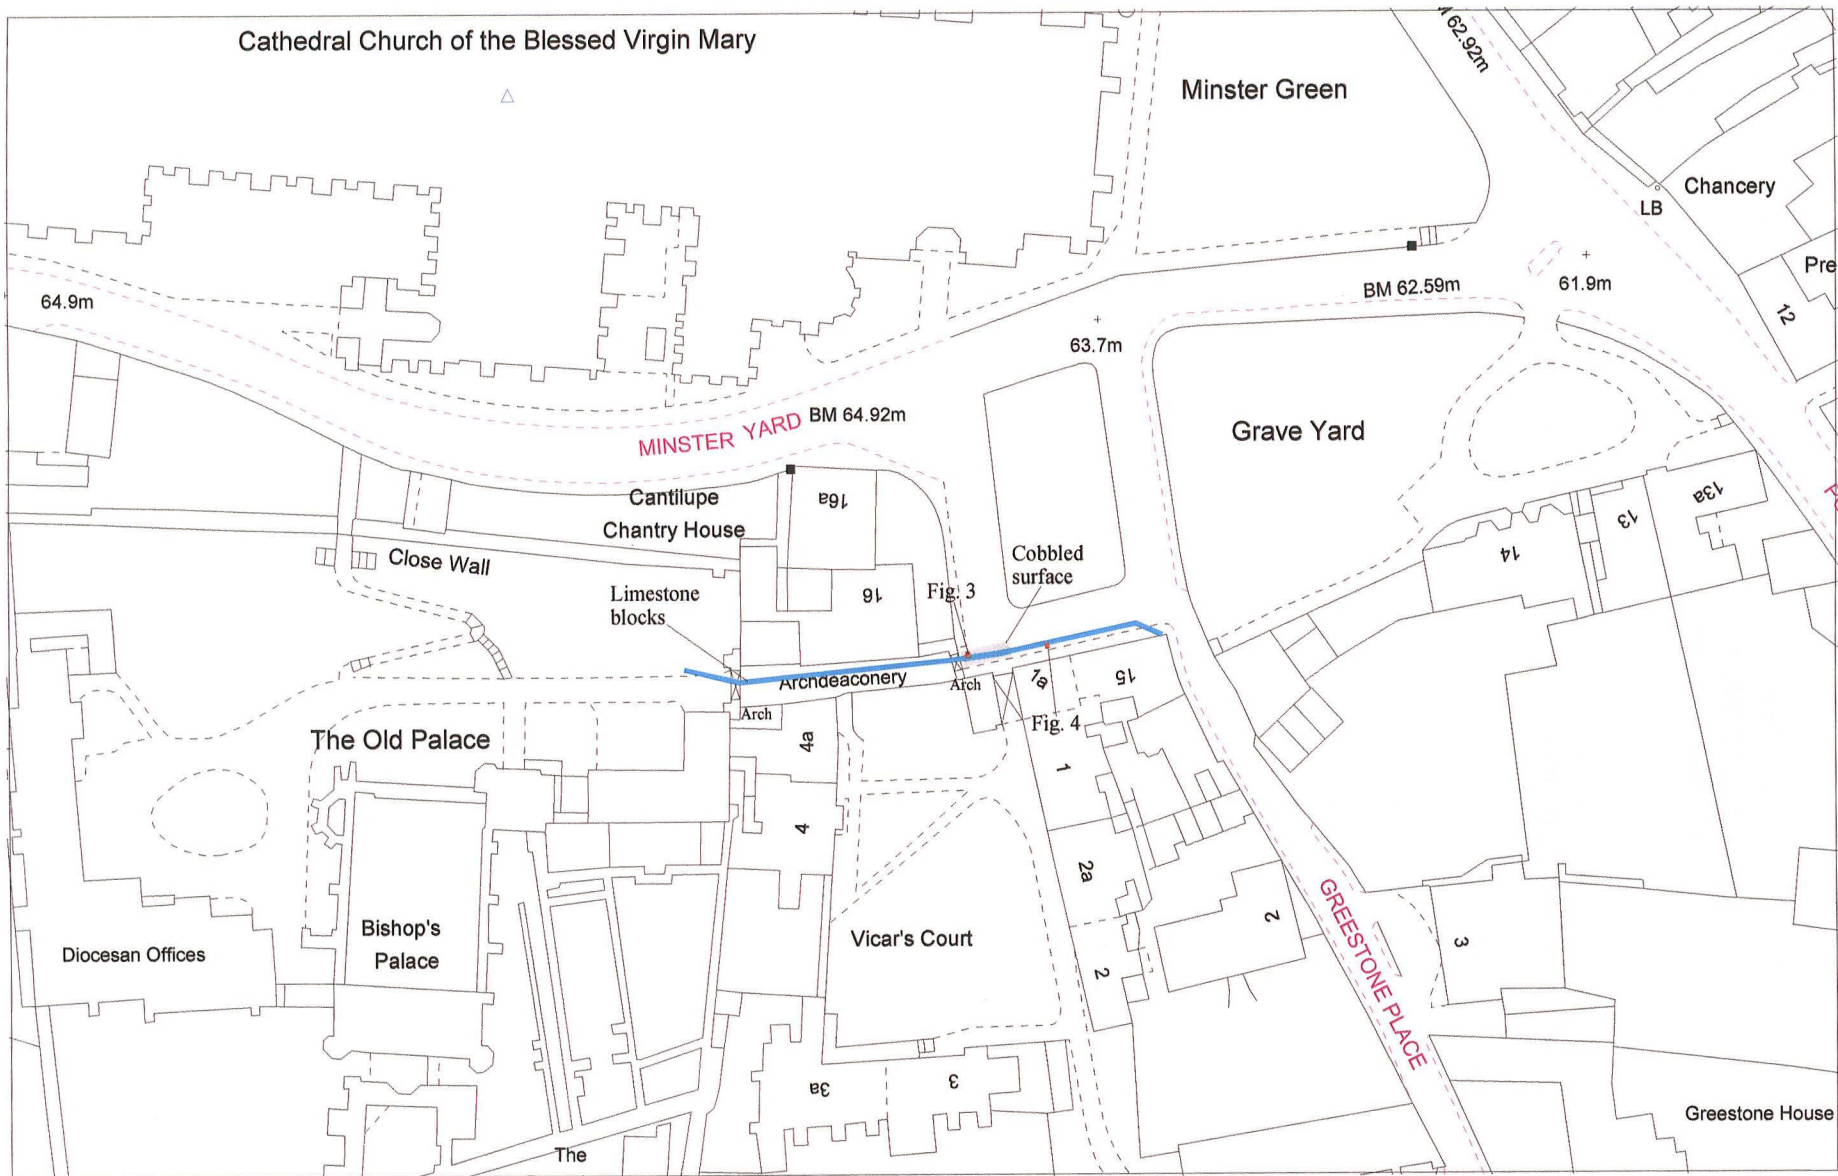 Cathedral Church of the Blessed Virgin Mary
Minster Green
62.92m
Chancery
LB
Pre
12
64.9m
BM 62.59m
61.9m
63.7m
MINSTER YARD
BM 64.92m
Grave Yard
Cantilupe
Chantry House
16a
13a
13
14
Close Wall
Limestone
blocks
16
Fig. 3
Cobbled
surface
Archdeaconery
Arch
1a
15
Arch
Fig. 4
The Old Palace
4a
1
4
2a
2
GREESTONE PLACE
3
Bishop's
Palace
Diocesan Offices
Vicar's Court
2
3a
3
Greestone House
The